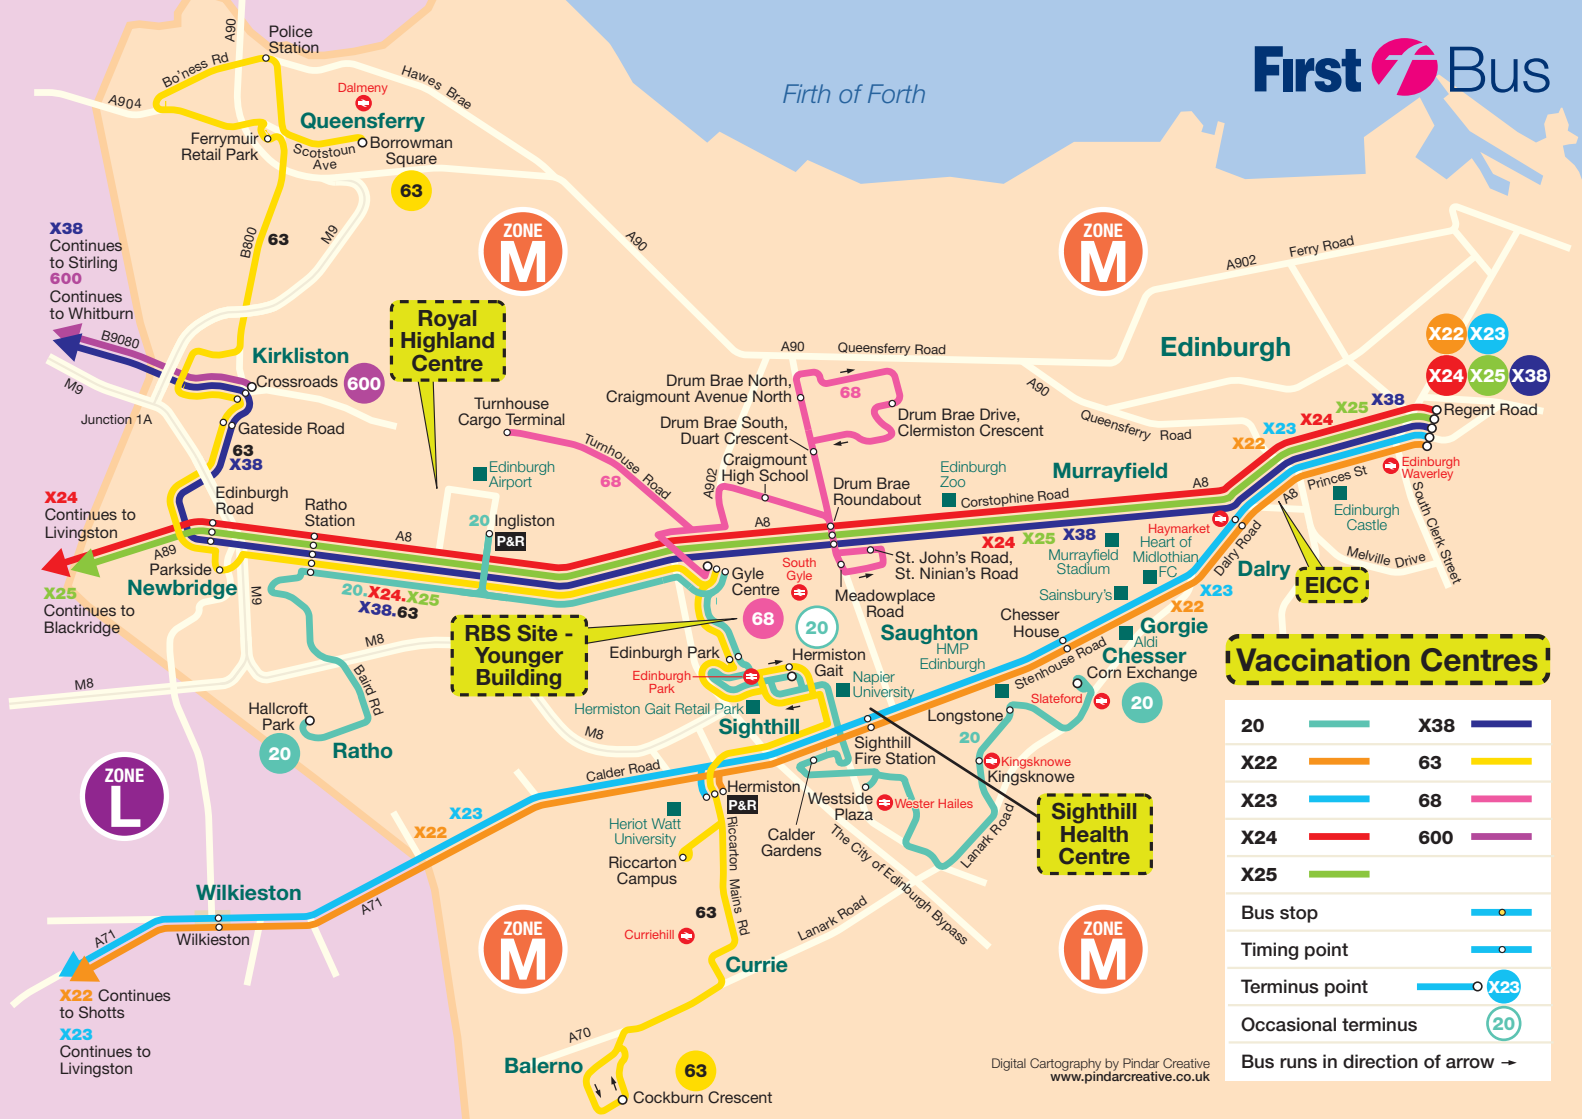 First Bus
Firth of Forth
A90
Police
Station
Bo'ness Rd
Hawes Brae
A904
Dalmeny
Queensferry
Ferrymuir
Retail Park
Scotstoun
Ave
Borrowman
Square
63
B800
63
M9
A90
ZONE
M
ZONE
M
Ferry Road
A902
X38
Continues
to Stirling
600
Continues
to Whitburn
B9080
M9
Junction 1A
Kirkliston
Crossroads
600
Gateside Road
63
X38
Royal
Highland
Centre
A90
Queensferry Road
A90
Queensferry Road
Edinburgh
X22
X23
X24
X25
X38
Regent Road
X38
X25
X24
X23
X22
Turnhouse
Cargo Terminal
Turnhouse Road
68
Drum Brae North,
Craigmount Avenue North
68
Drum Brae South,
Duart Crescent
Drum Brae Drive,
Clermiston Crescent
Craigmount
High School
A902
Drum Brae
Roundabout
Edinburgh
Zoo
Murrayfield
Corstophine Road
A8
A8
Princes St
Edinburgh
Waverley
Edinburgh
Castle
South Clerk Street
Melville Drive
X24
Continues to
Livingston
Edinburgh
Road
Ratho
Station
A8
Edinburgh
Airport
20
Ingliston
P&R
A8
A89
Parkside
Newbridge
X25
Continues to
Blackridge
M9
20.X24.X25
X38.63
Gyle
Centre
South
Gyle
68
20
St. John's Road,
St. Ninian's Road
Meadowplace
Road
X24 X25 X38
Haymarket
Murrayfield
Stadium
Heart of
Midlothian
FC
Sainsbury's
Dalry Road
Dalry
EICC
X23
X22
Gorgie
Aldi
Chesser
House
Chesser
Stenhouse Road
Corn Exchange
Slateford
20
Saughton
HMP
Edinburgh
RBS Site -
Younger
Building
Edinburgh Park
Edinburgh
Park
Hermiston
Gait
Napier
University
Hermiston Gait Retail Park
Sighthill
Longstone
20
Sighthill
Fire Station
Kingsknowe
Kingsknowe
M8
M8
M8
Baird Rd
Hallcroft
Park
20
Ratho
ZONE
L
Calder Road
X23
X22
Hermiston
P&R
Heriot Watt
University
Riccarton
Campus
Riccarton Mains Rd
63
Curriehill
Currie
Westside
Plaza
Wester Hailes
Calder
Gardens
The City of Edinburgh Bypass
Lanark Road
Lanark Road
Sighthill
Health
Centre
Wilkieston
Wilkieston
A71
A71
X22 Continues
to Shotts
X23
Continues to
Livingston
ZONE
M
ZONE
M
A70
Balerno
63
Cockburn Crescent
Digital Cartography by Pindar Creative
www.pindarcreative.co.uk
Vaccination Centres
20
X38
X22
63
X23
68
X24
600
X25
Bus stop
Timing point
Terminus point
X23
Occasional terminus
20
Bus runs in direction of arrow